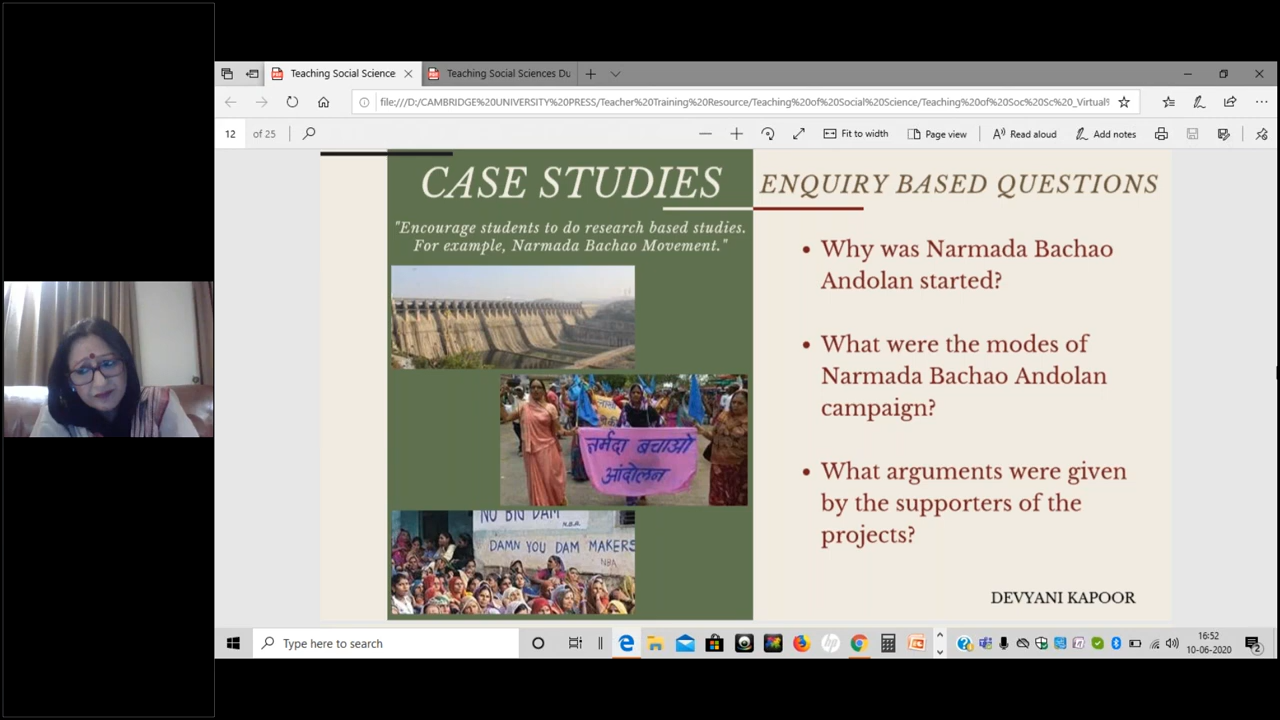 Teaching Social Science
Teaching Social Sciences Du
file:///D:/CAMBRIDGE%20UNIVERSITY%20PRESS/Teacher%20Training%20Resource/Teaching%20of%20Social%20Science/Teaching%20of%20Soc%20Sc%20_Virtual%
12 of 25
Fit to width
Page view
Read aloud
Add notes
CASE STUDIES
"Encourage students to do research based studies.
For example, Narmada Bachao Movement."
नर्मदा बचाओ
आंदोलन
NO BIG DAM
N.B.A.
DAMN YOU DAM MAKERS
NBA
ENQUIRY BASED QUESTIONS
• Why was Narmada Bachao
Andolan started?
• What were the modes of
Narmada Bachao Andolan
campaign?
• What arguments were given
by the supporters of the
projects?
DEVYANI KAPOOR
Type here to search
16:52
10-06-2020
2